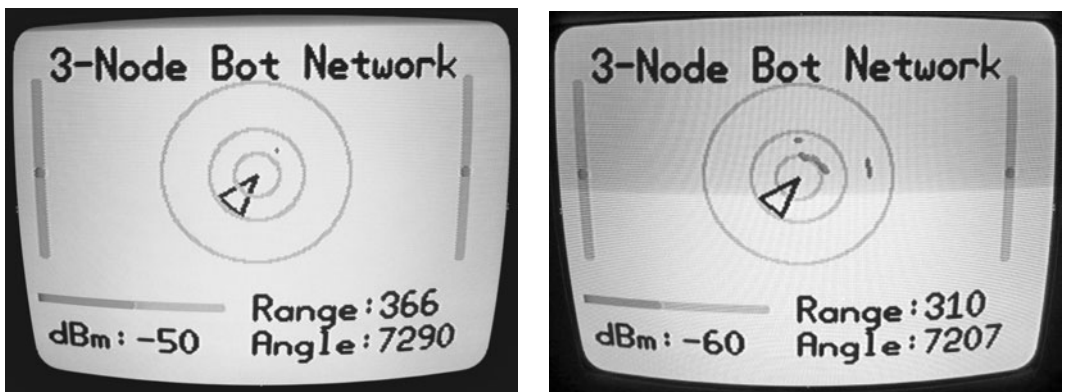 3-Node Bot Network
Range:366
dBm:-50
Angle:7290
3-Node Bot Network
Range:310
dBm:-60
Angle:7207